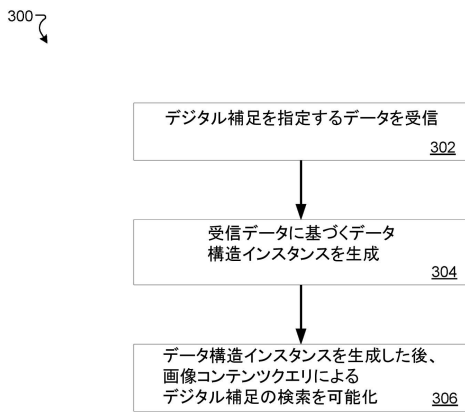 300
デジタル補足を指定するデータを受信
302
受信データに基づくデータ
構造インスタンスを生成
304
データ構造インスタンスを生成した後、
画像コンテンツクエリによる
デジタル補足の検索を可能化
306